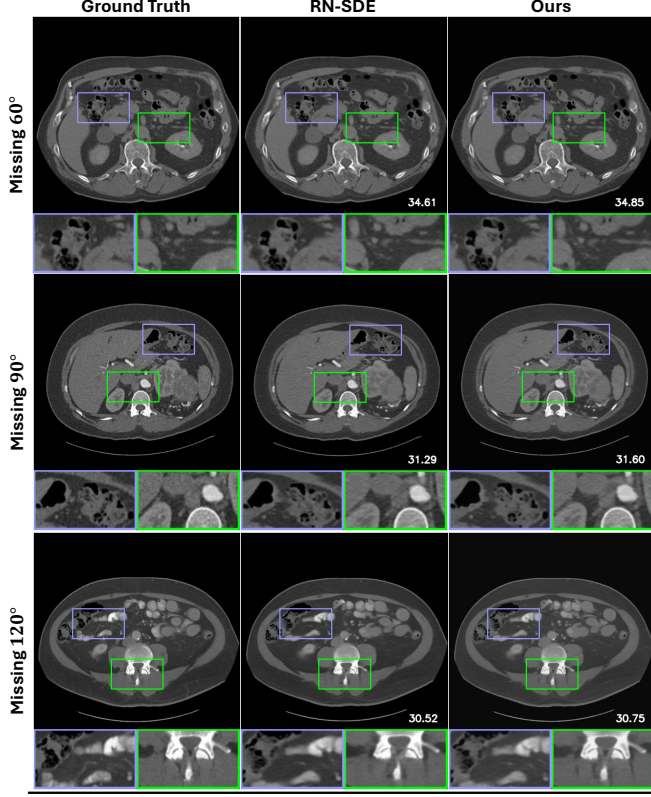 Ground Truth RN-SDE Ours
Missing 60°
34.61 34.85
Missing 90°
31.29 31.60
Missing 120°
30.52 30.75